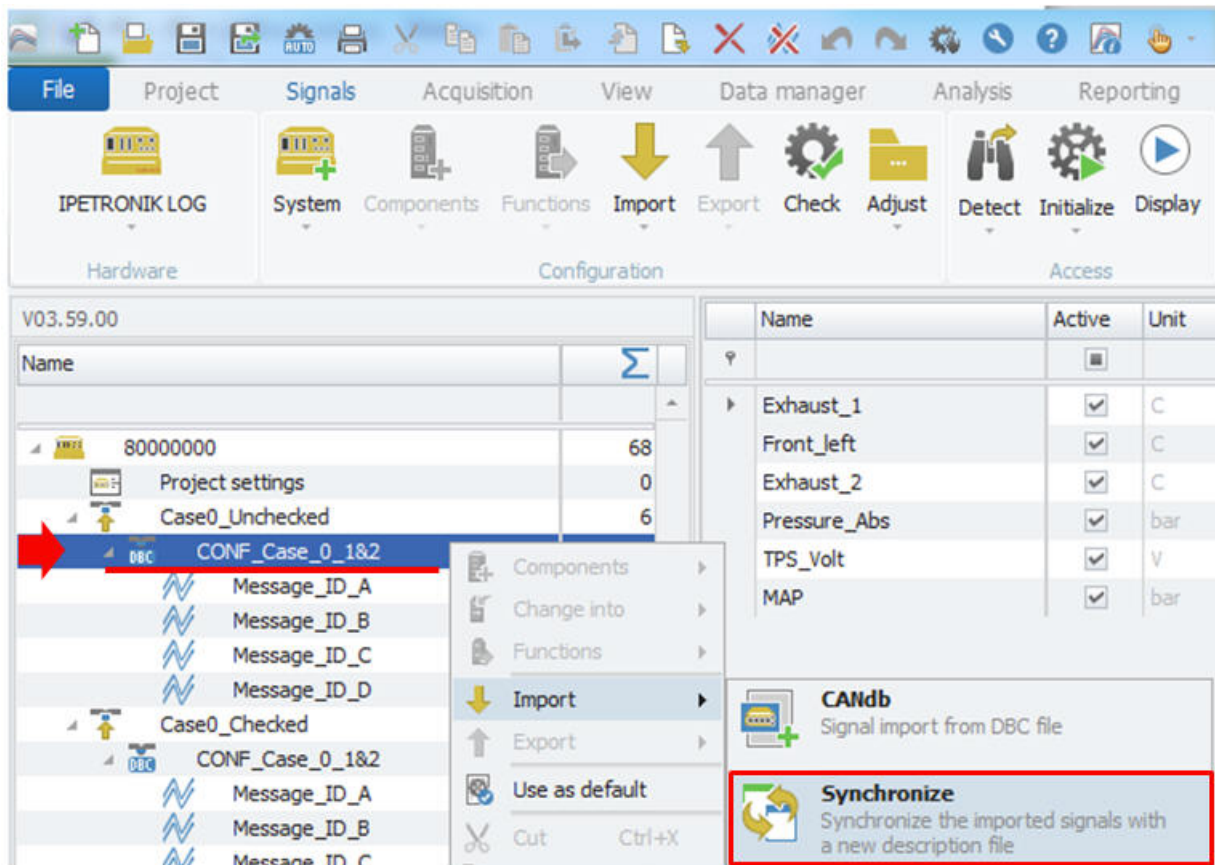 AUTO
File Project Signals Acquisition View Data manager Analysis Reporting
IPETRONIK LOG System Components Functions Import Export Check Adjust Detect Initialize Display
Hardware Configuration Access
V03.59.00
Name
Name Active Unit
Exhaust_1 C
Front_left C
Exhaust_2 C
Pressure_Abs bar
TPS_Volt V
MAP bar
80000000 68
Project settings 0
Case0_Unchecked 6
DBC CONF_Case_0_1&2
Message_ID_A
Message_ID_B
Message_ID_C
Message_ID_D
Case0_Checked
DBC CONF_Case_0_1&2
Message_ID_A
Message_ID_B
Message_ID_C
Components
Change into
Functions
Import
Export
Use as default
Cut Ctrl+X
CANdb
Signal import from DBC file
Synchronize
Synchronize the imported signals with
a new description file